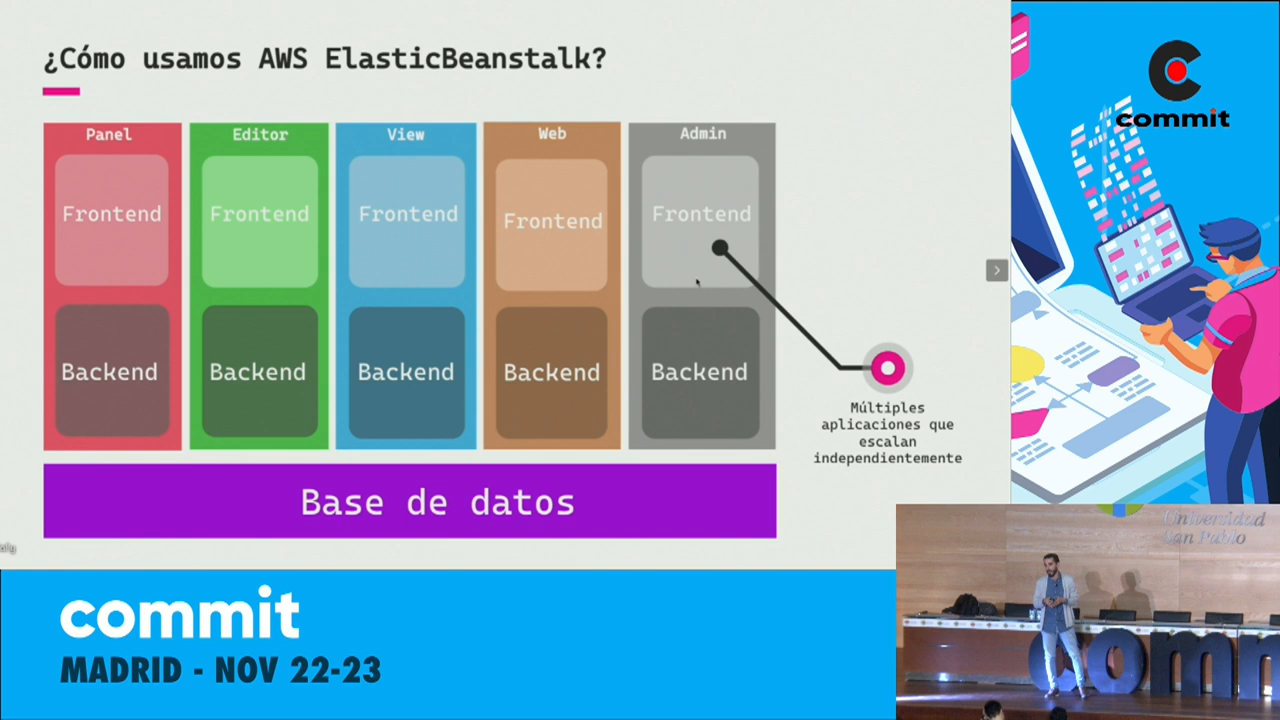 ¿Cómo usamos AWS ElasticBeanstalk?
Panel
Editor
View
Web
Admin
Frontend
Frontend
Frontend
Frontend
Frontend
Backend
Backend
Backend
Backend
Backend
Múltiples
aplicaciones que
escalan
independientemente
Base de datos
commit
commit
MADRID - NOV 22-23
Universidad
San Pablo
comm